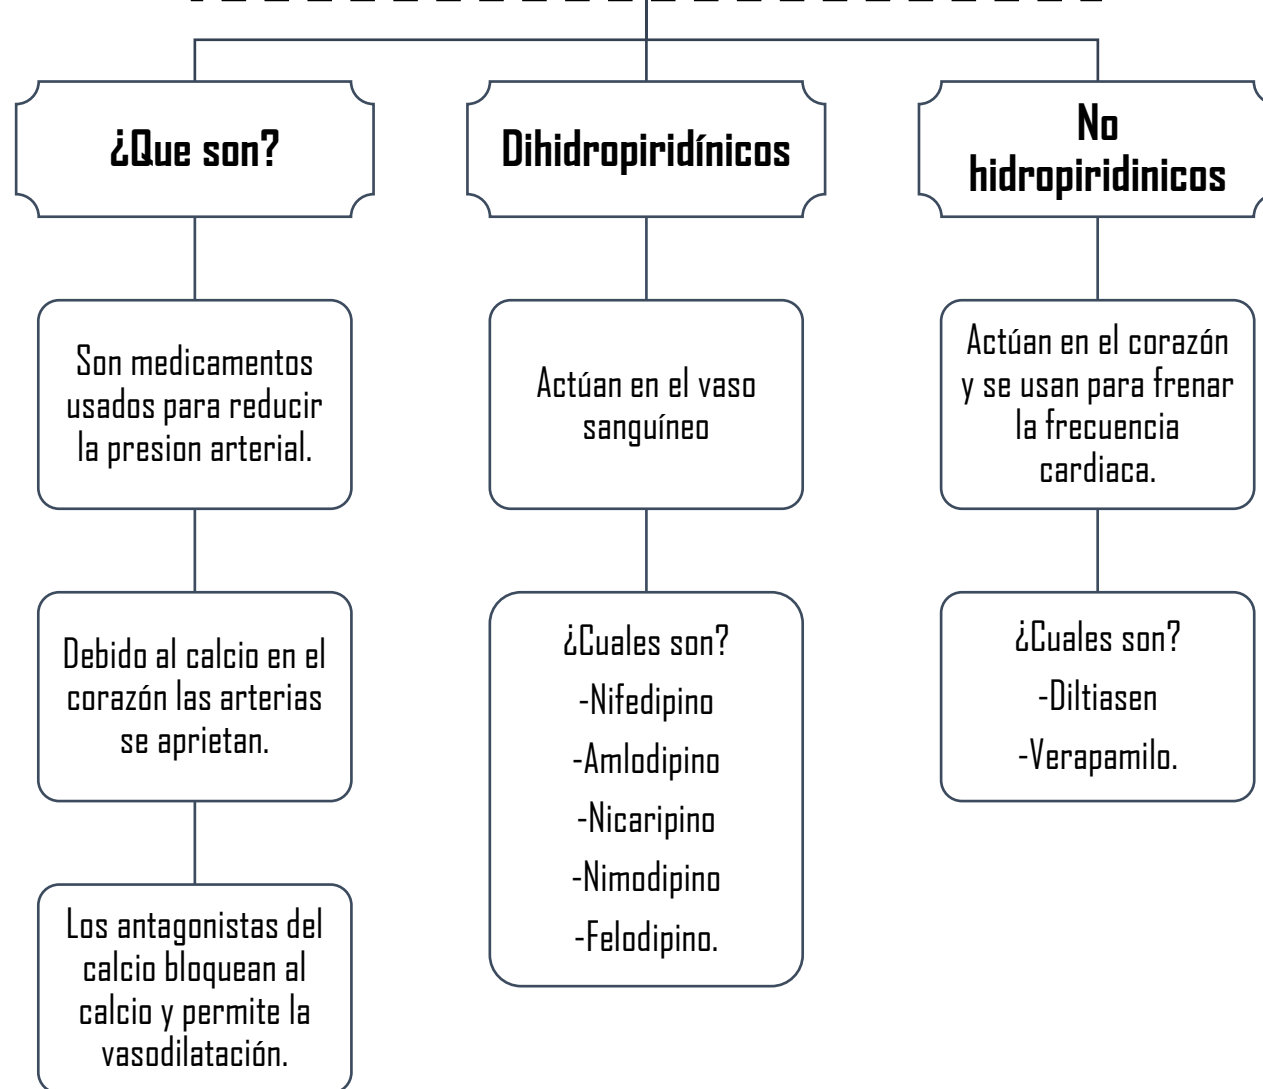 ¿Que son?
Son medicamentos
usados para reducir
la presion arterial.
Debido al calcio en el
corazón las arterias
se aprietan.
Los antagonistas del
calcio bloquean al
calcio y permite la
vasodilatación.
Dihidropiridínicos
Actúan en el vaso
sanguíneo
¿Cuales son?
-Nifedipino
-Amlodipino
-Nicaripino
-Nimodipino
-Felodipino.
No
hidropiridinicos
Actúan en el corazón
y se usan para frenar
la frecuencia
cardiaca.
¿Cuales son?
-Diltiasen
-Verapamilo.